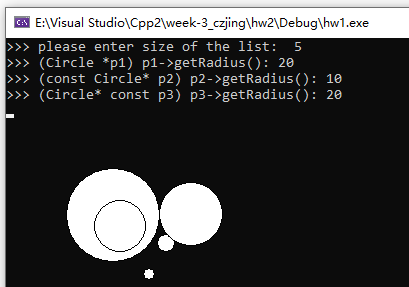 E:\Visual Studio\Cpp2\week-3_czjing\hw2\Debug\hw1.exe
>>> please enter size of the list:  5
>>> (Circle *p1) p1->getRadius(): 20
>>> (const Circle* p2) p2->getRadius(): 10
>>> (Circle* const p3) p3->getRadius(): 20